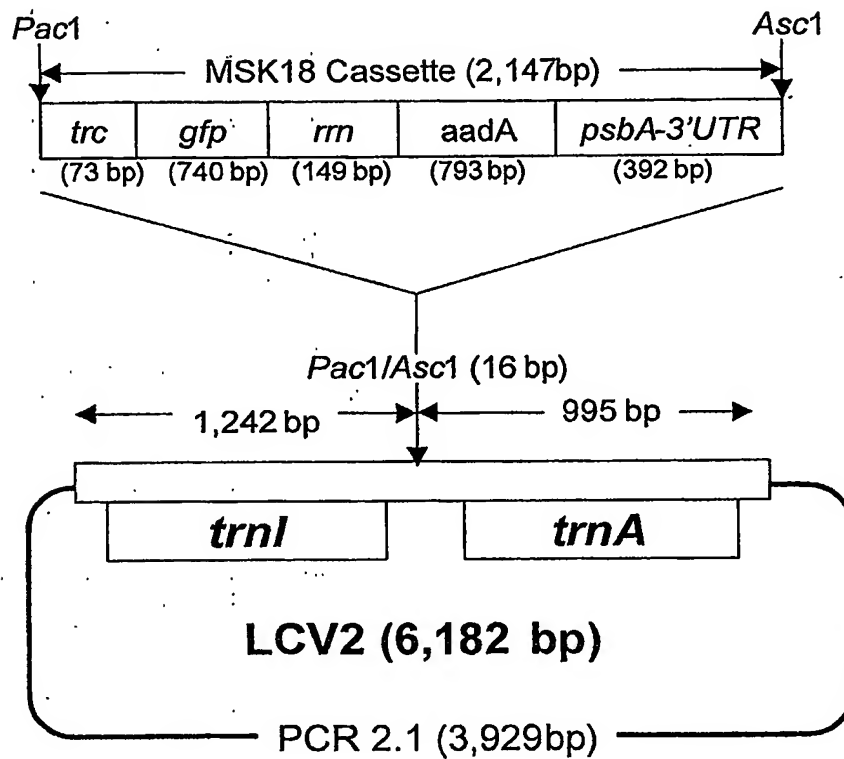 Pac1
Asc1
MSK18 Cassette (2,147bp)
trc gfp rrn aadA psbA-3'UTR
(73 bp) (740 bp) (149 bp) (793 bp) (392 bp)
Pac1/Asc1 (16 bp)
1,242 bp 995 bp
trnI trnA
LCV2 (6,182 bp)
PCR 2.1 (3,929bp)